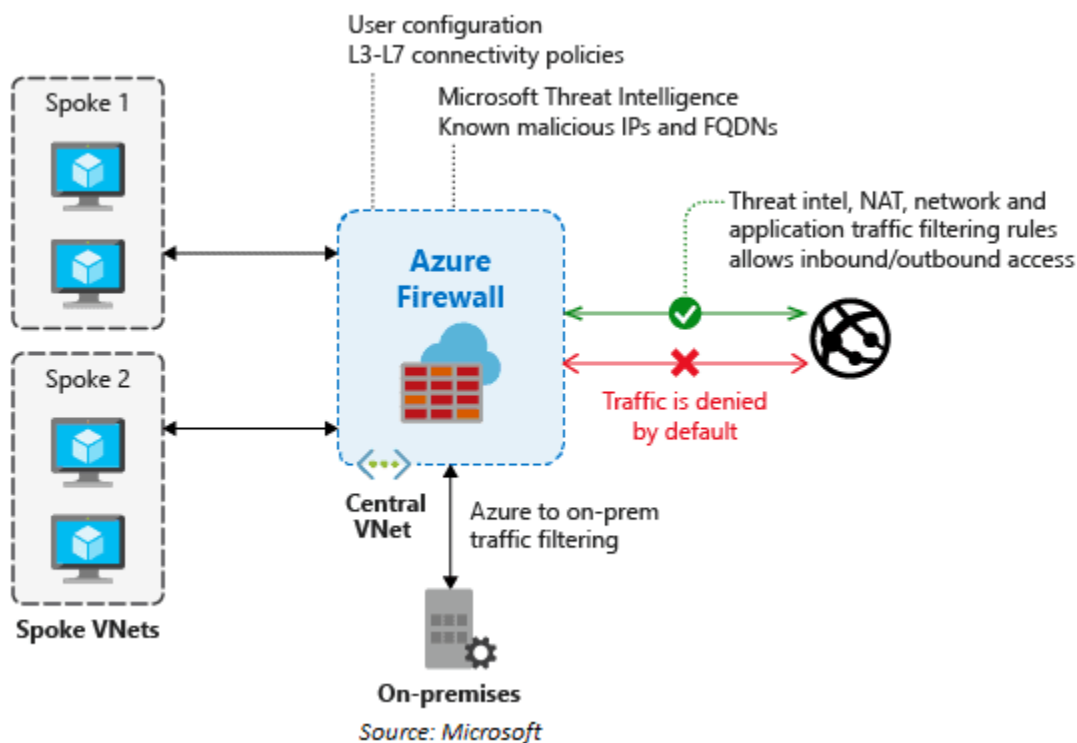 User configuration
L3-L7 connectivity policies
Microsoft Threat Intelligence
Known malicious IPs and FQDNs
Spoke 1
Threat intel, NAT, network and
application traffic filtering rules
allows inbound/outbound access
Azure
Firewall
Spoke 2
Traffic is denied
by default
Central
VNet
Azure to on-prem
traffic filtering
Spoke VNets
On-premises
Source: Microsoft